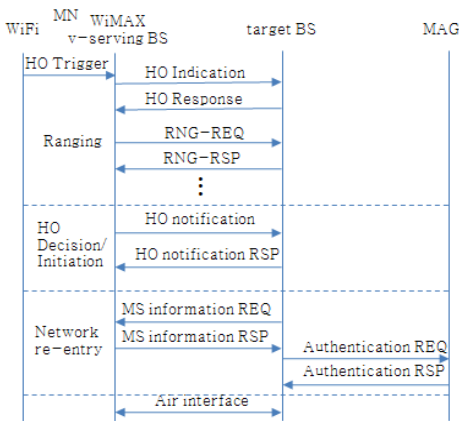 MN
WiFi WiMAX target BS MAG
v-serving BS
HO Trigger
HO Indication
HO Response
Ranging
RNG-REQ
RNG-RSP
HO notification
HO
Decision/
Initiation
HO notification RSP
MS information REQ
Network
re-entry
MS information RSP
Authentication REQ
Authentication RSP
Air interface